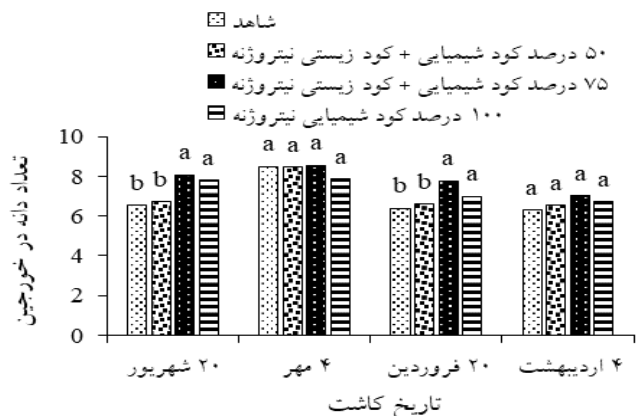 شاهد
۵۰ درصد کود شیمیایی + کود زیستی نیتروژنه
۷۵ درصد کود شیمیایی + کود زیستی نیتروژنه
۱۰۰ درصد کود شیمیایی نیتروژنه
تعداد دانه در خورجین
10
8
6
4
2
0
b b a a
a a a a
b b a a
a a a a
۲۰ شهریور
۴ مهر
۲۰ فروردین
۴ اردیبهشت
تاریخ کاشت